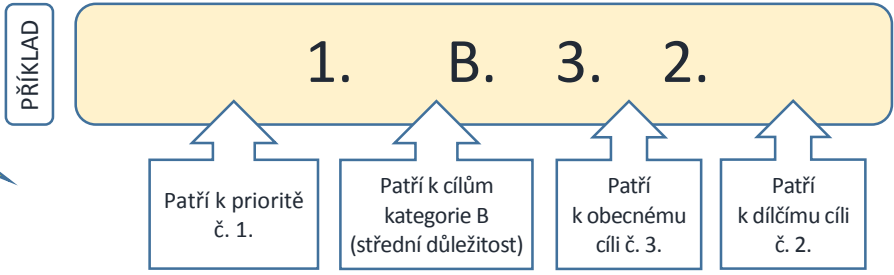 PŘÍKLAD
1. B. 3. 2.
Patří k prioritě
č. 1.
Patří k cílům
kategorie B
(střední důležitost)
Patří
k obecnému
cíli č. 3.
Patří
k dílčímu cíli
č. 2.